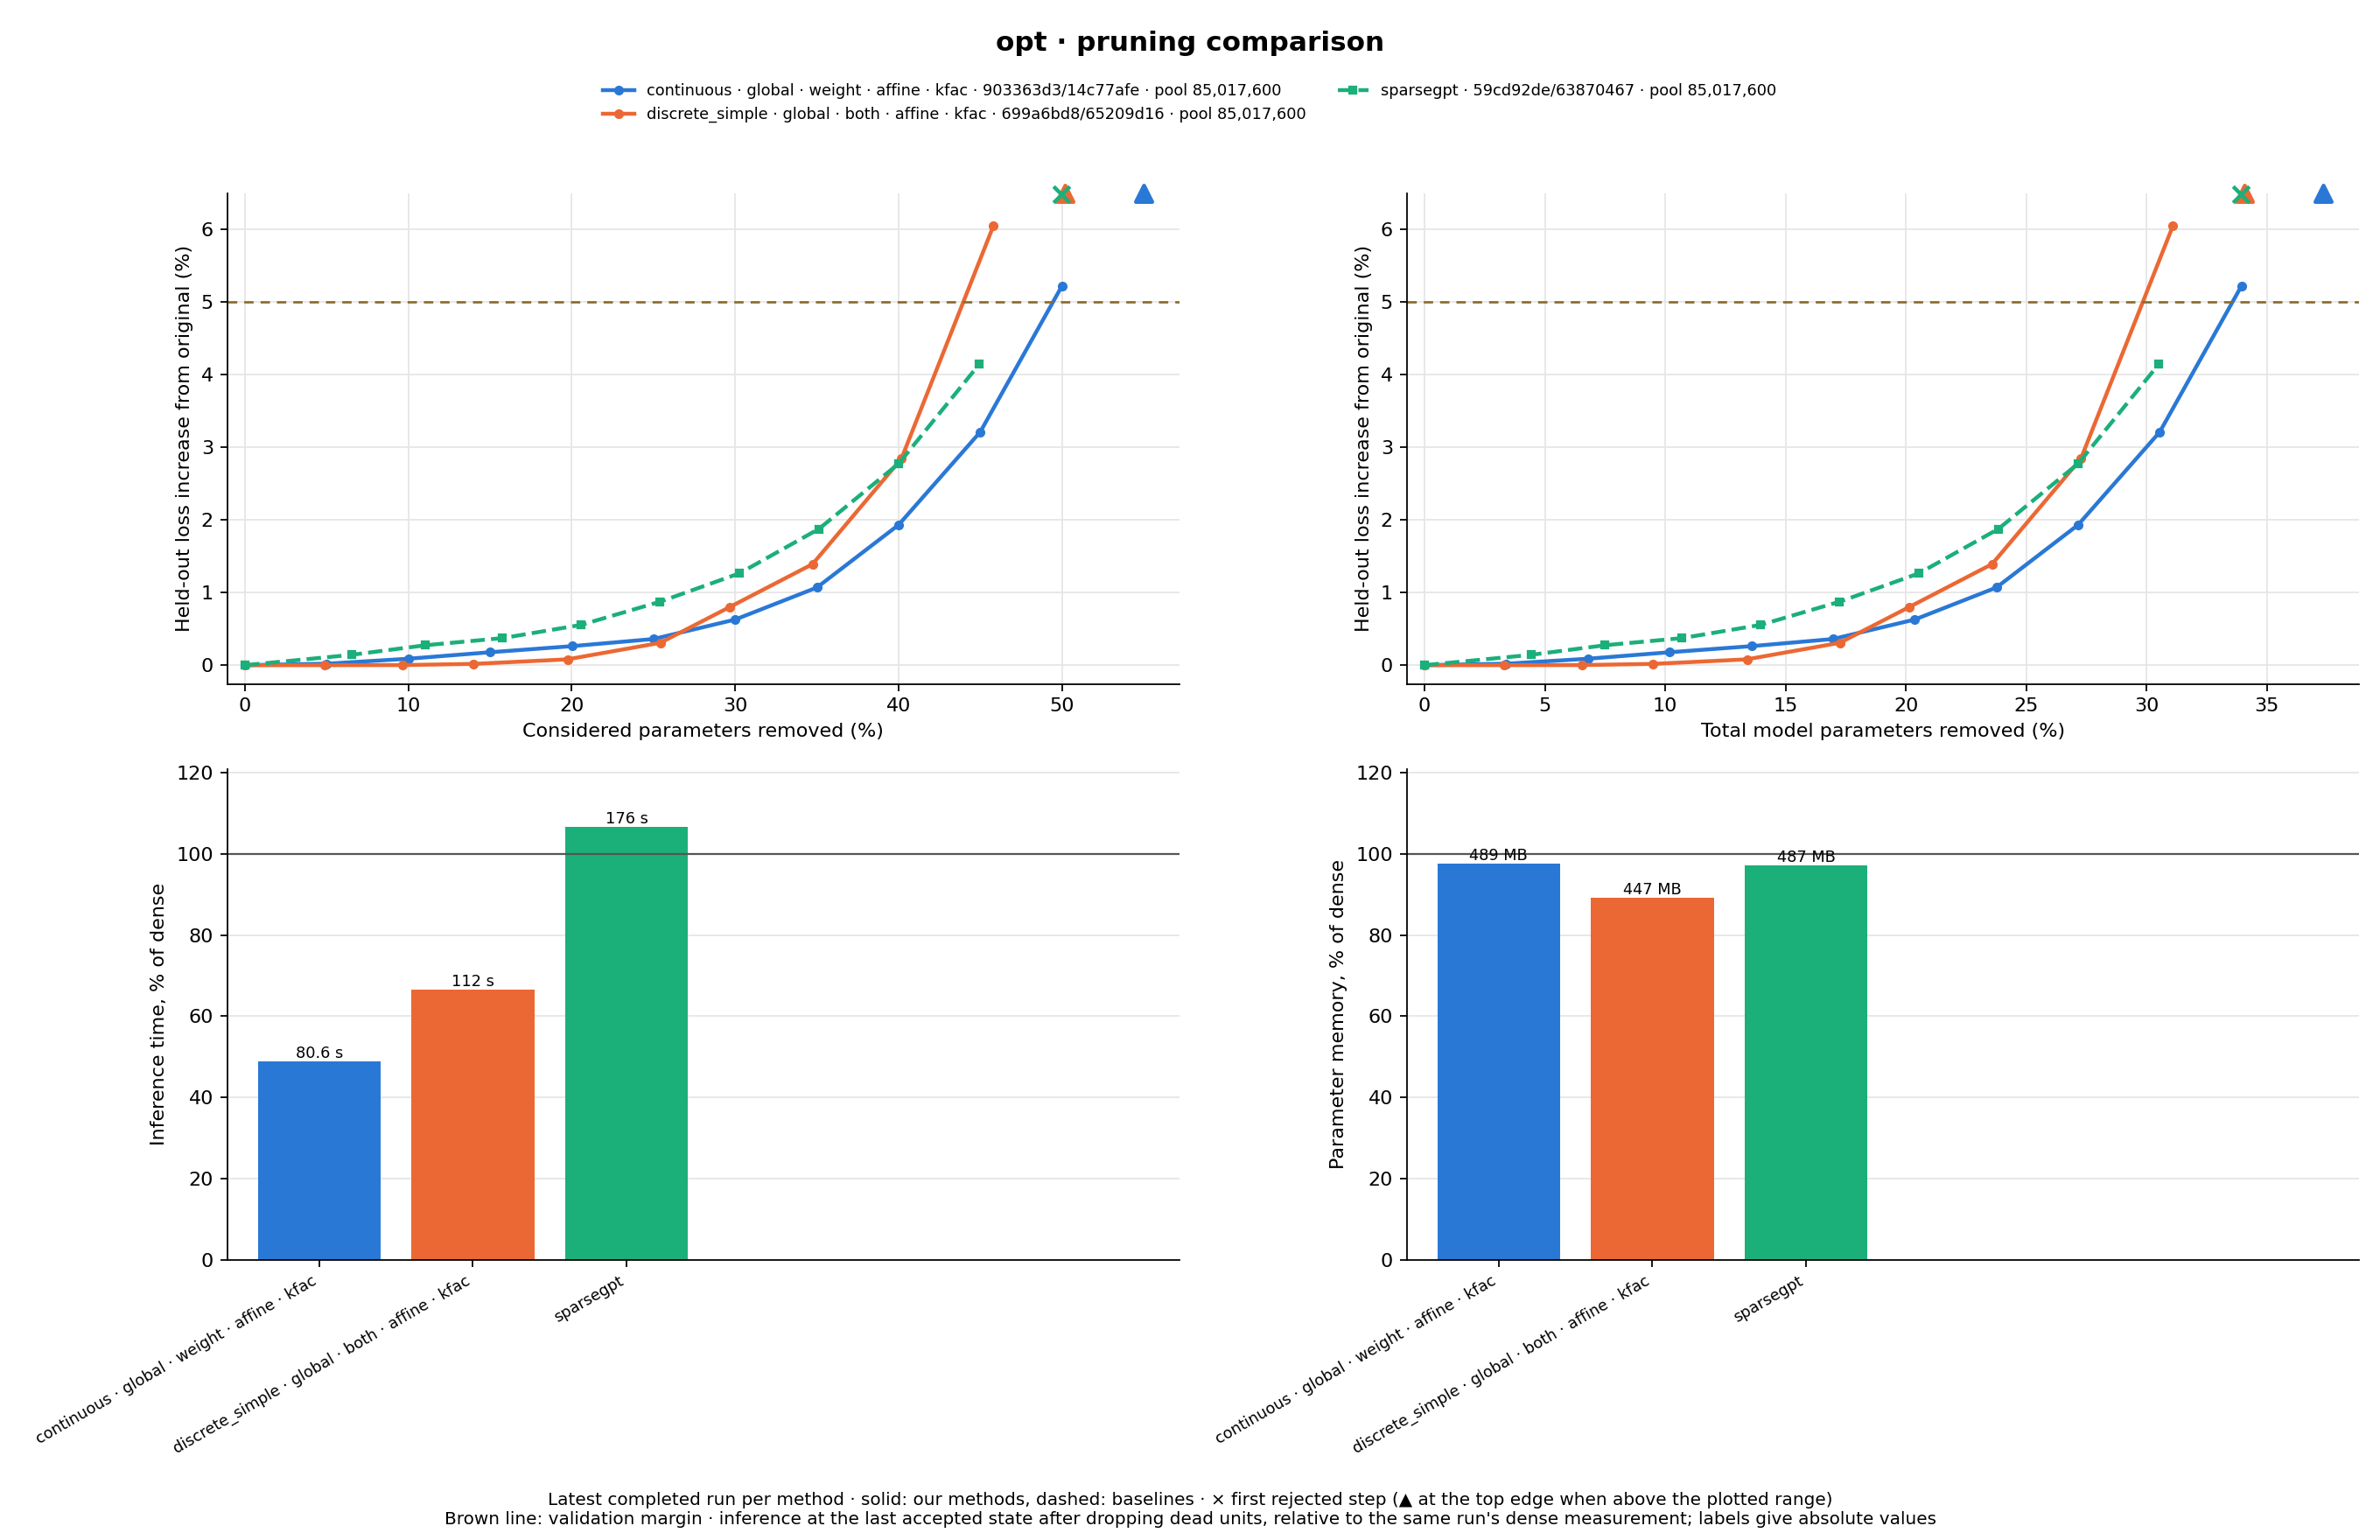 opt · pruning comparison
continuous · global · weight · affine · kfac · 903363d3/14c77afe · pool 85,017,600
discrete_simple · global · both · affine · kfac · 699a6bd8/65209d16 · pool 85,017,600
sparsegpt · 59cd92de/63870467 · pool 85,017,600
Held-out loss increase from original (%)
6
5
4
3
2
1
0
0 10 20 30 40 50
Considered parameters removed (%)
Held-out loss increase from original (%)
6
5
4
3
2
1
0
0 5 10 15 20 25 30 35
Total model parameters removed (%)
Inference time, % of dense
120
100
80
60
40
20
0
80.6 s
112 s
176 s
continuous · global · weight · affine · kfac
discrete_simple · global · both · affine · kfac
sparsegpt
Parameter memory, % of dense
120
100
80
60
40
20
0
489 MB
447 MB
487 MB
continuous · global · weight · affine · kfac
discrete_simple · global · both · affine · kfac
sparsegpt
Latest completed run per method · solid: our methods, dashed: baselines · × first rejected step (▲ at the top edge when above the plotted range)
Brown line: validation margin · inference at the last accepted state after dropping dead units, relative to the same run's dense measurement; labels give absolute values